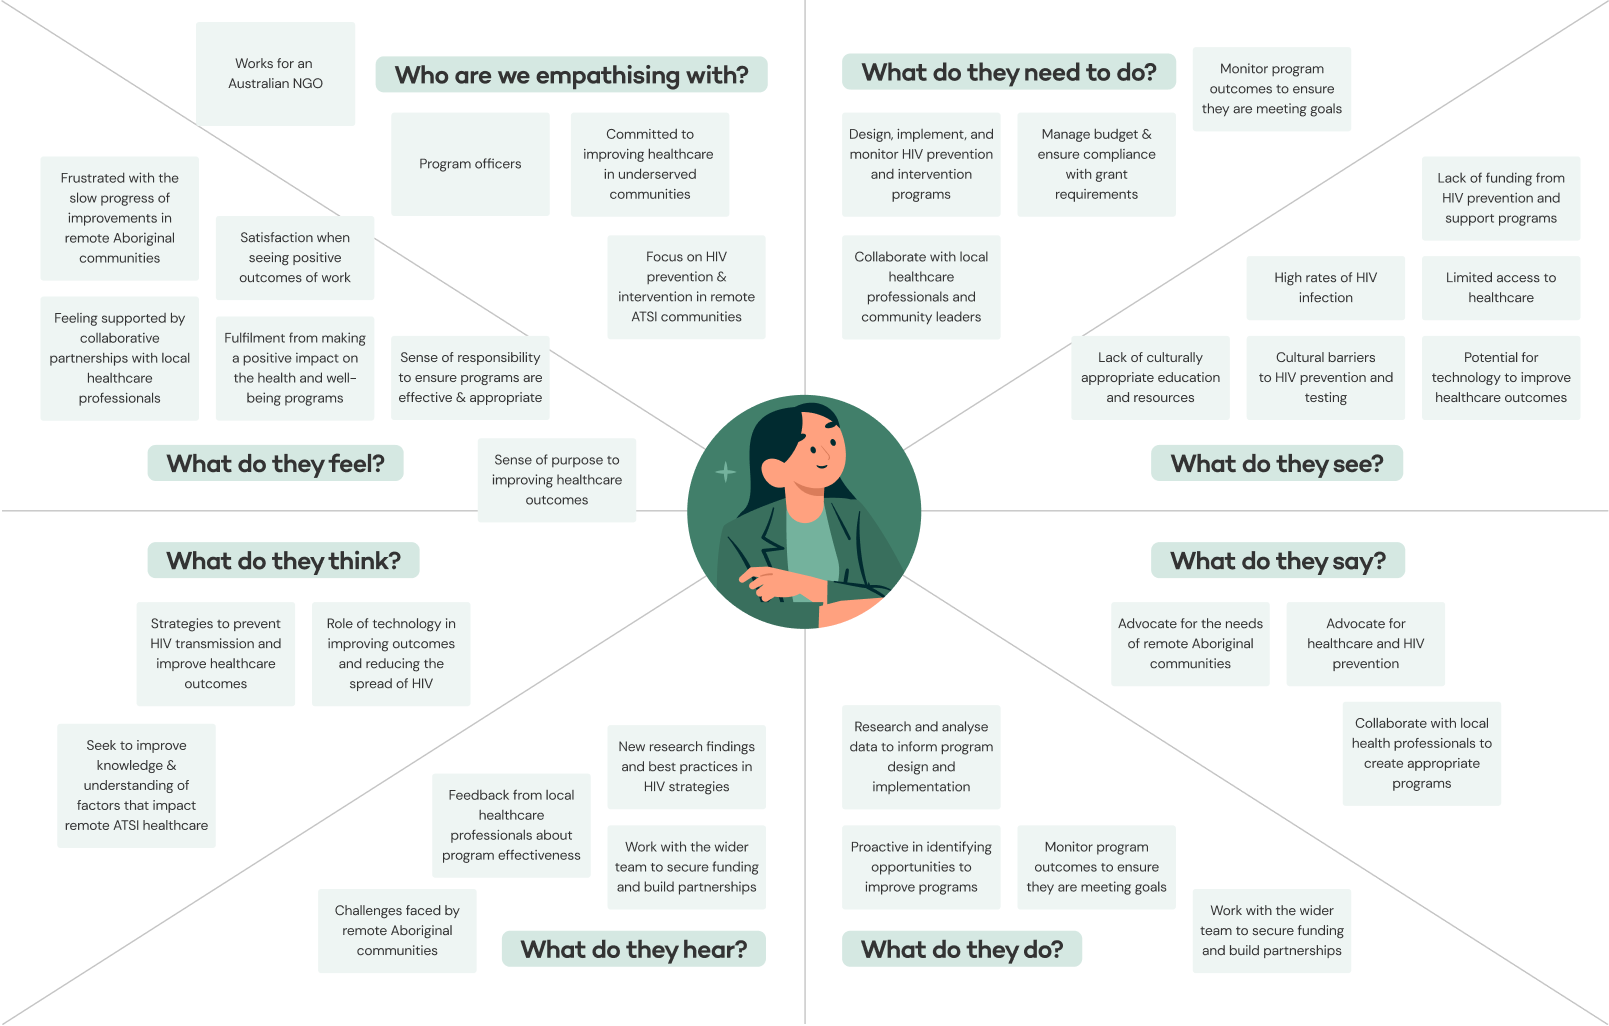 Who are we empathising with?
Works for an
Australian NGO
Program officers
Committed to
improving healthcare
in underserved
communities
Focus on HIV
prevention &
intervention in remote
ATSI communities
What do they need to do?
Monitor program
outcomes to ensure
they are meeting goals
Design, implement, and
monitor HIV prevention
and intervention
programs
Manage budget &
ensure compliance
with grant
requirements
Collaborate with local
healthcare
professionals and
community leaders
Frustrated with the
slow progress of
improvements in
remote Aboriginal
communities
Satisfaction when
seeing positive
outcomes of work
Feeling supported by
collaborative
partnerships with local
healthcare
professionals
Fulfilment from making
a positive impact on
the health and well-
being programs
Sense of responsibility
to ensure programs are
effective & appropriate
What do they feel?
Sense of purpose to
improving healthcare
outcomes
Lack of funding from
HIV prevention and
support programs
High rates of HIV
infection
Limited access to
healthcare
Lack of culturally
appropriate education
and resources
Cultural barriers
to HIV prevention and
testing
Potential for
technology to improve
healthcare outcomes
What do they see?
What do they think?
Strategies to prevent
HIV transmission and
improve healthcare
outcomes
Role of technology in
improving outcomes
and reducing the
spread of HIV
Seek to improve
knowledge &
understanding of
factors that impact
remote ATSI healthcare
What do they say?
Advocate for the needs
of remote Aboriginal
communities
Advocate for
healthcare and HIV
prevention
Collaborate with local
health professionals to
create appropriate
programs
New research findings
and best practices in
HIV strategies
Feedback from local
healthcare
professionals about
program effectiveness
Work with the wider
team to secure funding
and build partnerships
Challenges faced by
remote Aboriginal
communities
What do they hear?
Research and analyse
data to inform program
design and
implementation
Proactive in identifying
opportunities to
improve programs
Monitor program
outcomes to ensure
they are meeting goals
Work with the wider
team to secure funding
and build partnerships
What do they do?